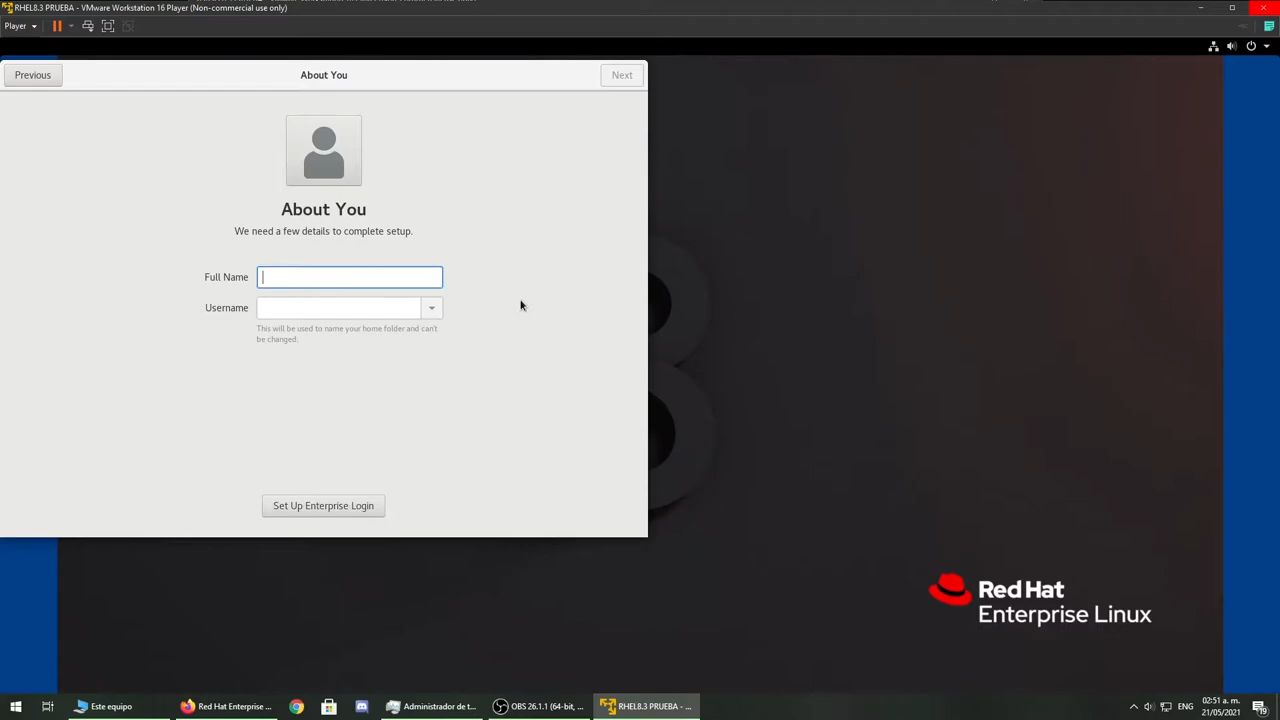 RHEL8.3 PRUEBA - VMware Workstation 16 Player (Non-commercial use only)
Player
Previous
About You
Next
About You
We need a few details to complete setup.
Full Name
Username
This will be used to name your home folder and can't
be changed.
Set Up Enterprise Login
Red Hat
Enterprise Linux
Este equipo
Red Hat Enterprise ...
Administrador de t...
OBS 26.1.1 (64-bit, ...
RHEL8.3 PRUEBA - ...
ENG
02:51 a. m.
21/05/2021
19